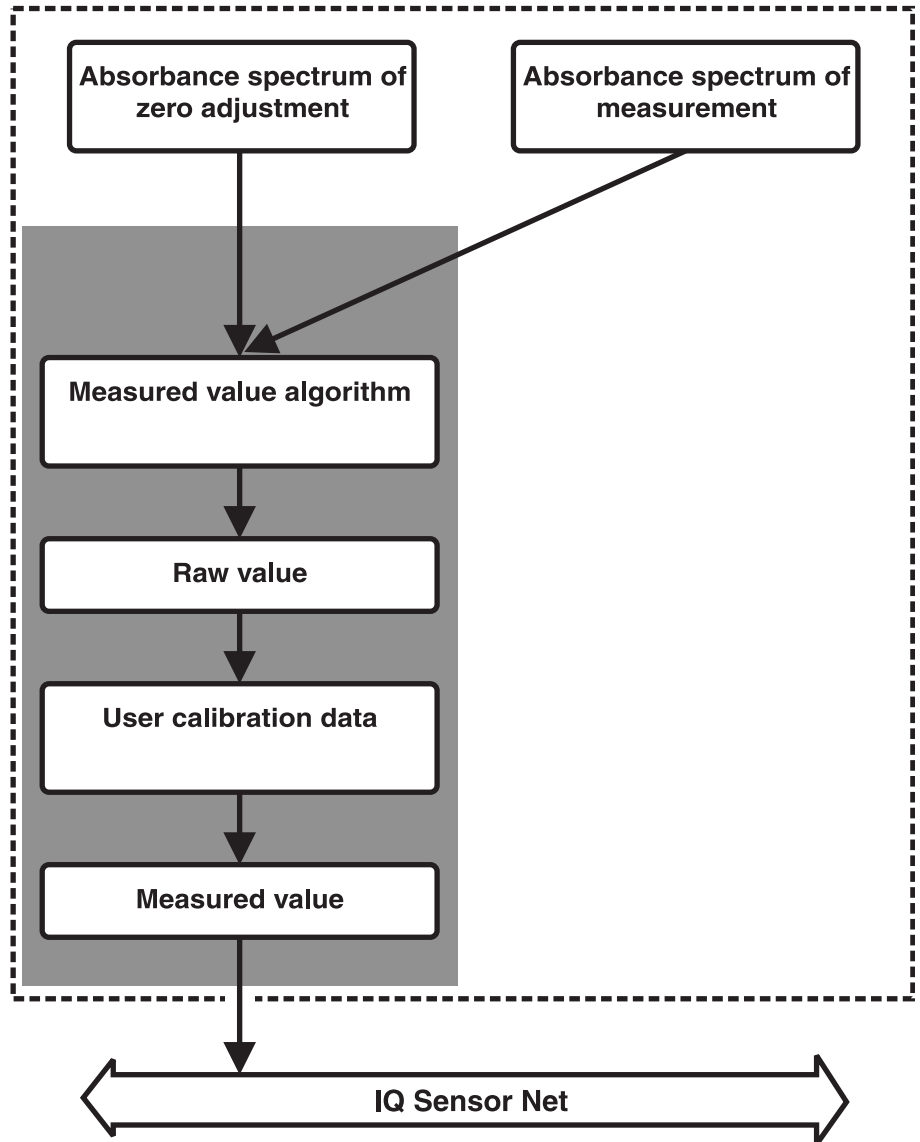 Absorbance spectrum of
zero adjustment
Absorbance spectrum of
measurement
Measured value algorithm
Raw value
User calibration data
Measured value
IQ Sensor Net